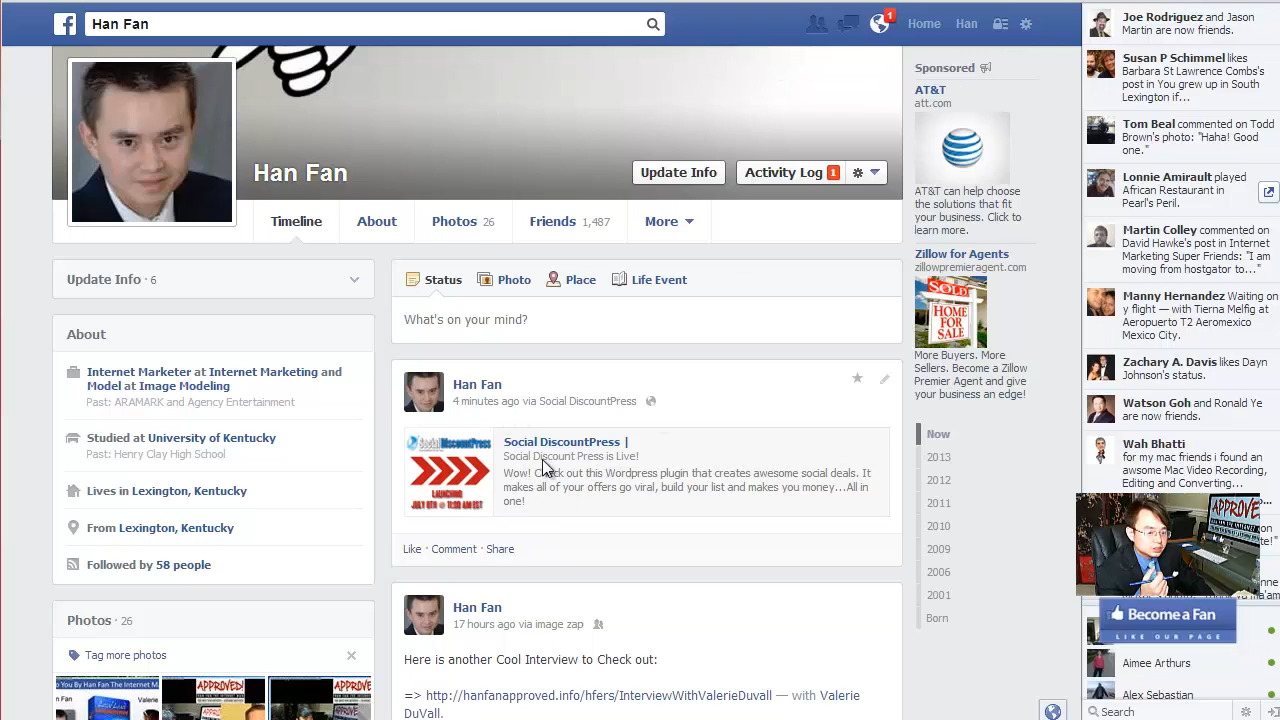 Han Fan
1
Home
Han
Han Fan
Update Info
Activity Log 1
Timeline
About
Photos 26
Friends 1,487
More
Update Info · 6
About
Internet Marketer at Internet Marketing and
Model at Image Modeling
Past: ARAMARK and Agency Entertainment
Studied at University of Kentucky
Past: Henry Clay High School
Lives in Lexington, Kentucky
From Lexington, Kentucky
Followed by 58 people
Photos · 26
Tag more photos
APPROVED!
Status
Photo
Place
Life Event
What's on your mind?
Han Fan
4 minutes ago via Social DiscountPress
SocialDiscountPress
LAUNCHING
Social DiscountPress |
Social Discount Press is Live!
Wow! Check out this Wordpress plugin that creates awesome social deals. It
makes all of your offers go viral, build your list and makes you money...All in
one!
Like · Comment · Share
Han Fan
17 hours ago via image zap
Here is another Cool Interview to Check out:
=> http://hanfanapproved.info/hfers/InterviewWithValerieDuvall — with Valerie
DuVall.
Sponsored
AT&T
att.com
AT&T can help choose
the solutions that fit
your business. Click to
learn more.
Zillow for Agents
zillowpremieragent.com
SOLD
HOME
FOR
SALE
More Buyers. More
Sellers. Become a Zillow
Premier Agent and give
your business an edge!
Now
2013
2012
2011
2010
2009
2006
2001
Born
Joe Rodriguez and Jason
Martin are now friends.
Susan P Schimmel likes
Barbara St Lawrence Combs's
post in You grew up in South
Lexington if...
Tom Beal commented on Todd
Brown's photo: "Haha! Good
one."
Lonnie Amirault played
African Restaurant in
Pearl's Peril.
Martin Colley commented on
David Hawke's post in Internet
Marketing Super Friends: "I am
moving from hostgator to..."
Manny Hernandez Waiting on
my flight — with Tierna Melfig at
Aeropuerto T2 Aeromexico
Mexico City.
Zachary A. Davis likes Dayn
Johnson's status.
Watson Goh and Ronald Ye
are now friends.
Wali Bhatti
for my mac friends i found an
Mac Video Recording,
Editing and Converting...
APPROVE
Become a Fan
LIKE OUR PAGE
Aimee Arthurs
Alex Sebastian
Search